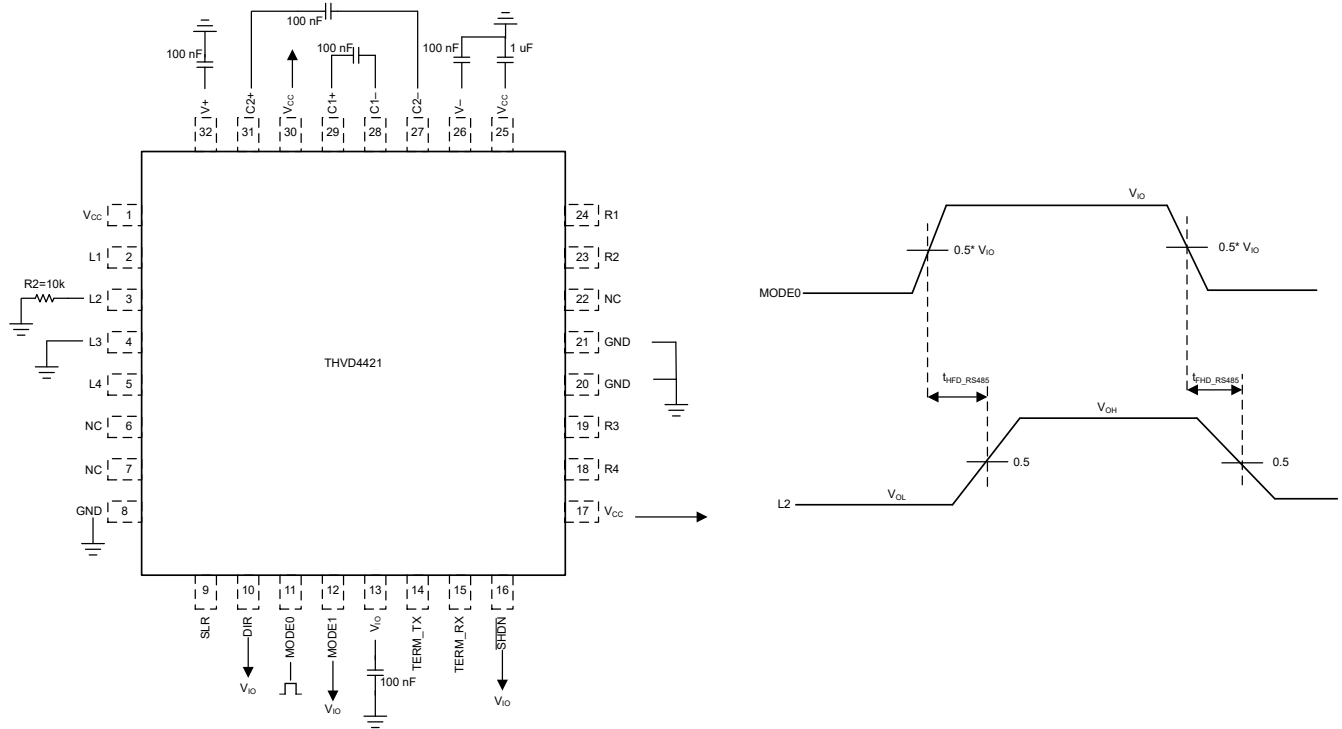 100 nF
100 nF
100 nF
100 nF
1 uF
V+
C2+
VCC
C1+
C1–
C2-
V–
VCC
32
31
30
29
28
27
26
25
VCC 1
L1 2
R2=10k
L2 3
L3 4
L4 5
NC 6
NC 7
GND 8
THVD4421
24 R1
23 R2
22 NC
21 GND
20 GND
19 R3
18 R4
17 VCC
9
10
11
12
13
14
15
16
SLR
DIR
MODE0
MODE1
VIO
TERM_TX
TERM_RX
SHDN
VIO
VIO
100 nF
VIO
VIO
0.5* VIO
0.5* VIO
MODE0
tHFD_RS485
tFHD_RS485
VOH
0.5
0.5
VOL
L2